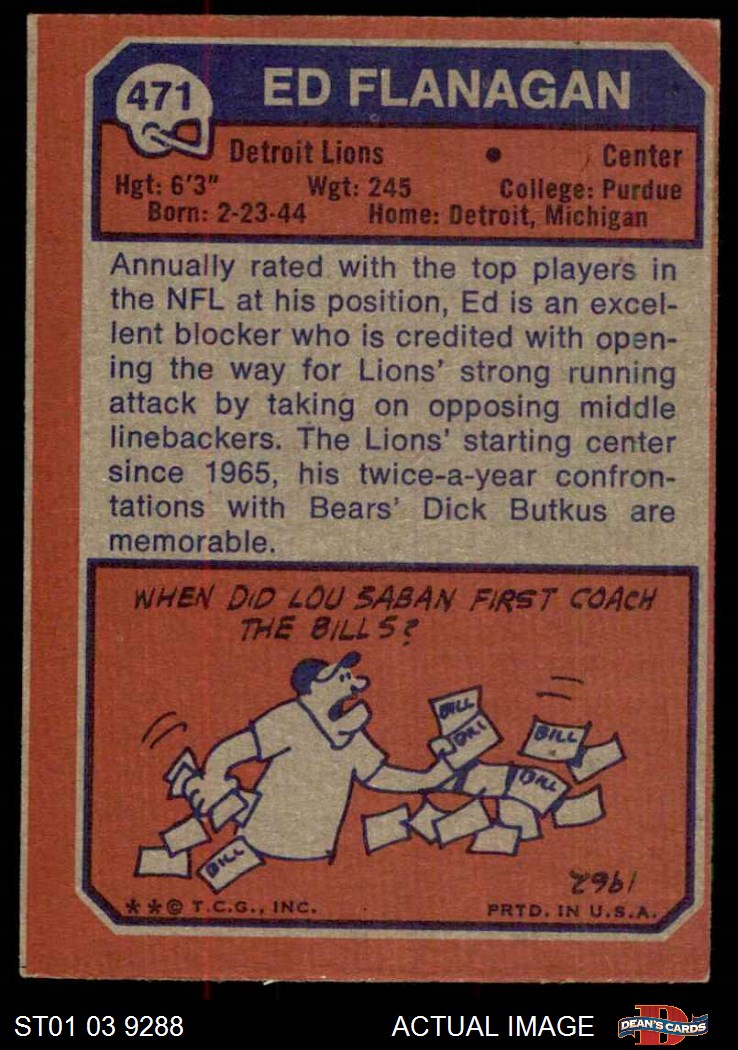 471
ED FLANAGAN
Detroit Lions • Center
Hgt: 6'3" Wgt: 245 College: Purdue
Born: 2-23-44 Home: Detroit, Michigan
Annually rated with the top players in
the NFL at his position, Ed is an excel-
lent blocker who is credited with open-
ing the way for Lions' strong running
attack by taking on opposing middle
linebackers. The Lions' starting center
since 1965, his twice-a-year confron-
tations with Bears' Dick Butkus are
memorable.
WHEN DID LOU SABAN FIRST COACH
THE BILLS?
BILL
BILL
BILL
BILL
BILL
1962
**© T.C.G., INC. PRTD. IN U.S.A.
ST01 03 9288 ACTUAL IMAGE DEAN'S CARDS